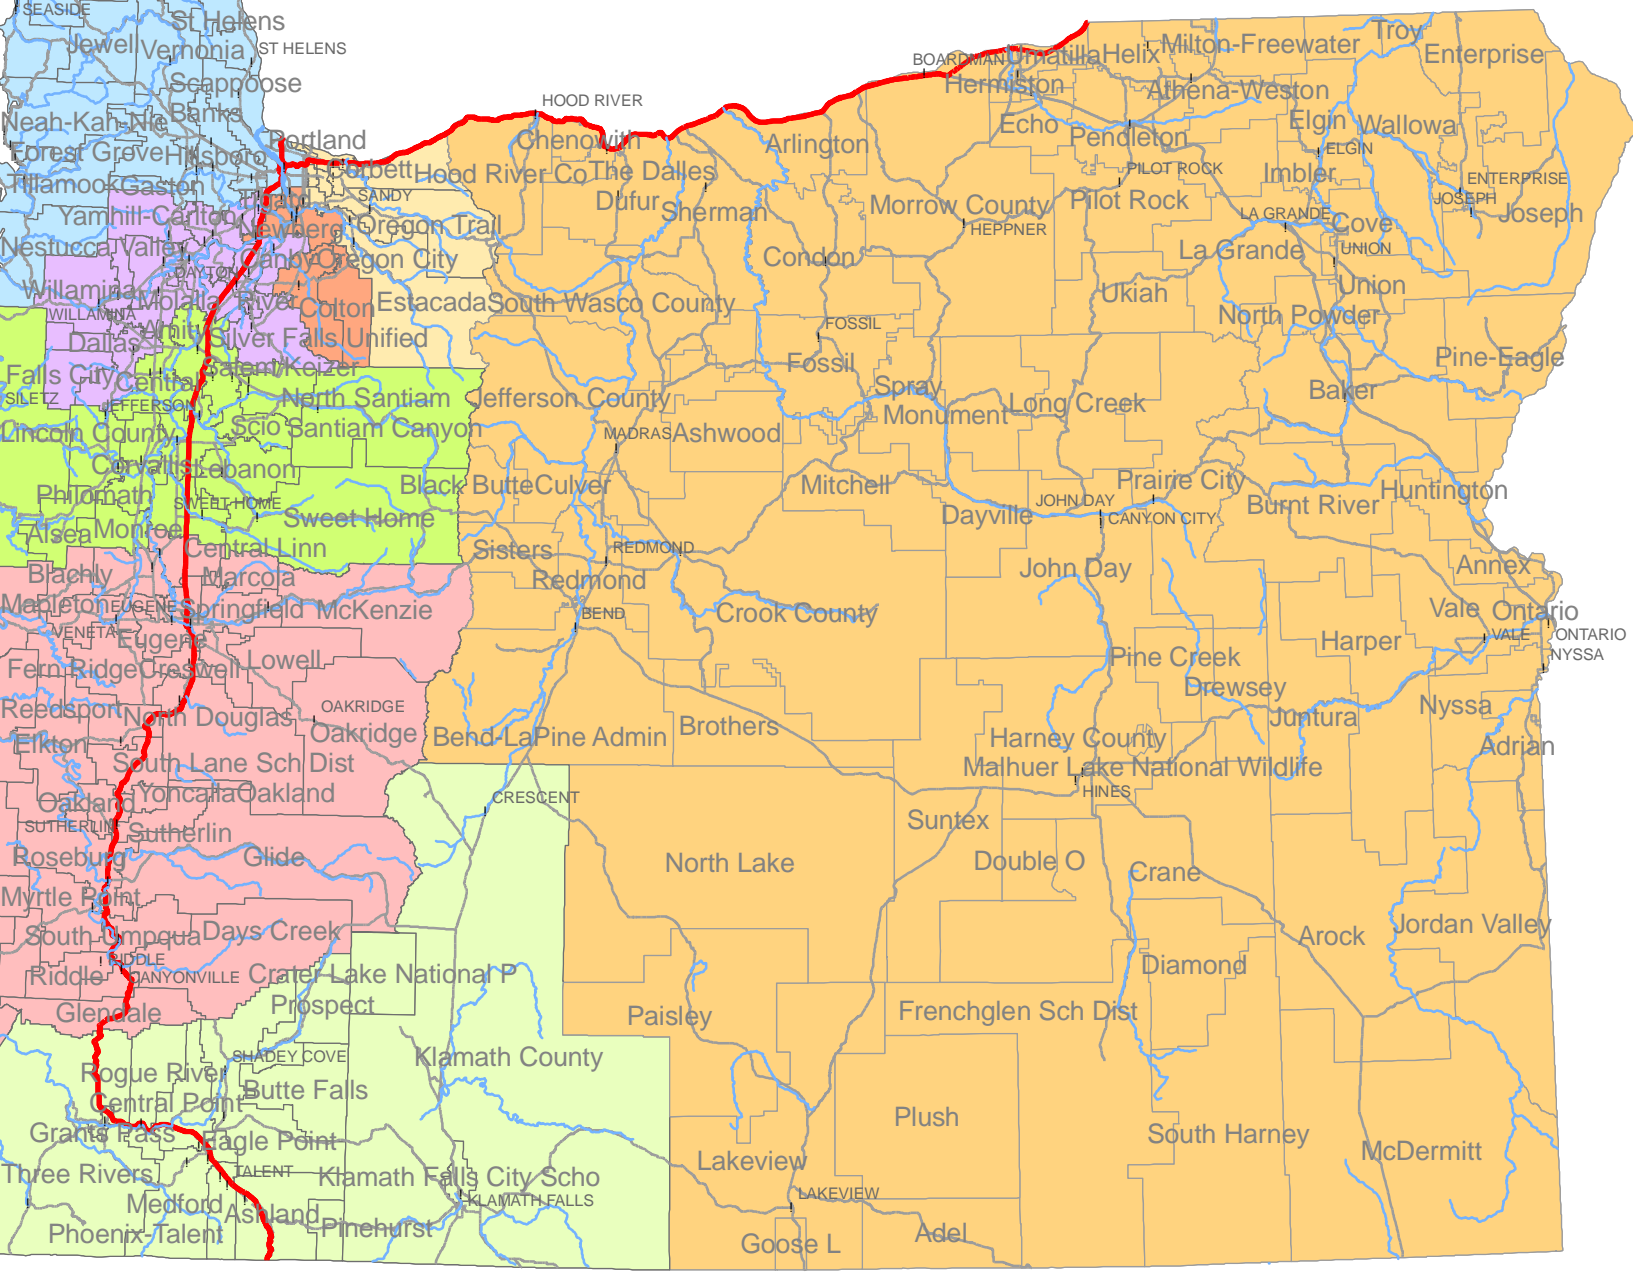 SEASIDE
St Helens
Jewell
Vernonia
ST HELENS
Scappoose
Banks
Neah-Kah-Nie
Forest Grove
Hillsboro
Portland
Tillamook
Gaston
Corbett
Hood River Co
HOOD RIVER
Chenowith
The Dalles
Dufur
Sherman
Arlington
BOARDMAN
Umatilla
Helix
Milton-Freewater
Troy
Enterprise
Hermiston
Athena-Weston
Echo
Pendleton
Elgin
Wallowa
ELGIN
PILOT ROCK
Imbler
ENTERPRISE
JOSEPH
Joseph
Pilot Rock
Morrow County
HEPPNER
LA GRANDE
Cove
La Grande
UNION
Union
SANDY
Yamhill-Carlton
Tigard
Newberg
Oregon Trail
Nestucca Valley
Canby
Oregon City
DAYTON
Willamina
Molalla
River
Colton
Estacada
South Wasco County
Condon
Ukiah
North Powder
WILLAMINA
Amity
Silver Falls Unified
Dallas
FOSSIL
Fossil
Pine-Eagle
Falls City
Central
Salem/Keizer
SILETZ
JEFFERSON
North Santiam
Jefferson County
Spray
Monument
Long Creek
Baker
Lincoln County
Scio
Santiam Canyon
MADRAS
Ashwood
Corvallis
Lebanon
Black Butte
Culver
Mitchell
Prairie City
Huntington
Philomath
SWEET HOME
Sweet Home
JOHN DAY
Dayville
CANYON CITY
Burnt River
Alsea
Monroe
Central Linn
Sisters
REDMOND
Blachly
Marcola
Redmond
John Day
Annex
Mapleton
EUGENE
Springfield
McKenzie
BEND
Crook County
Vale
Ontario
VENETA
Eugene
Harper
VALE
ONTARIO
NYSSA
Fern Ridge
Creswell
Lowell
Pine Creek
Drewsey
Reedsport
North Douglas
OAKRIDGE
Oakridge
Juntura
Nyssa
Elkton
Bend-LaPine Admin
Brothers
Harney County
Adrian
South Lane Sch Dist
Malhuer Lake National Wildlife
HINES
Oakland
Yoncalla
Oakland
CRESCENT
SUTHERLIN
Sutherlin
Suntex
Roseburg
Glide
North Lake
Double O
Crane
Myrtle Point
South Umpqua
Days Creek
Jordan Valley
Arock
RIDDLE
Riddle
CANYONVILLE
Crater Lake National P
Diamond
Glendale
Prospect
Paisley
Frenchglen Sch Dist
SHADEY COVE
Klamath County
Rogue River
Butte Falls
Central Point
Plush
Grants Pass
Eagle Point
South Harney
McDermitt
Three Rivers
TALENT
Klamath Falls City Scho
Lakeview
Medford
Ashland
KLAMATH FALLS
LAKEVIEW
Phoenix-Talent
Pinehurst
Goose L
Adel